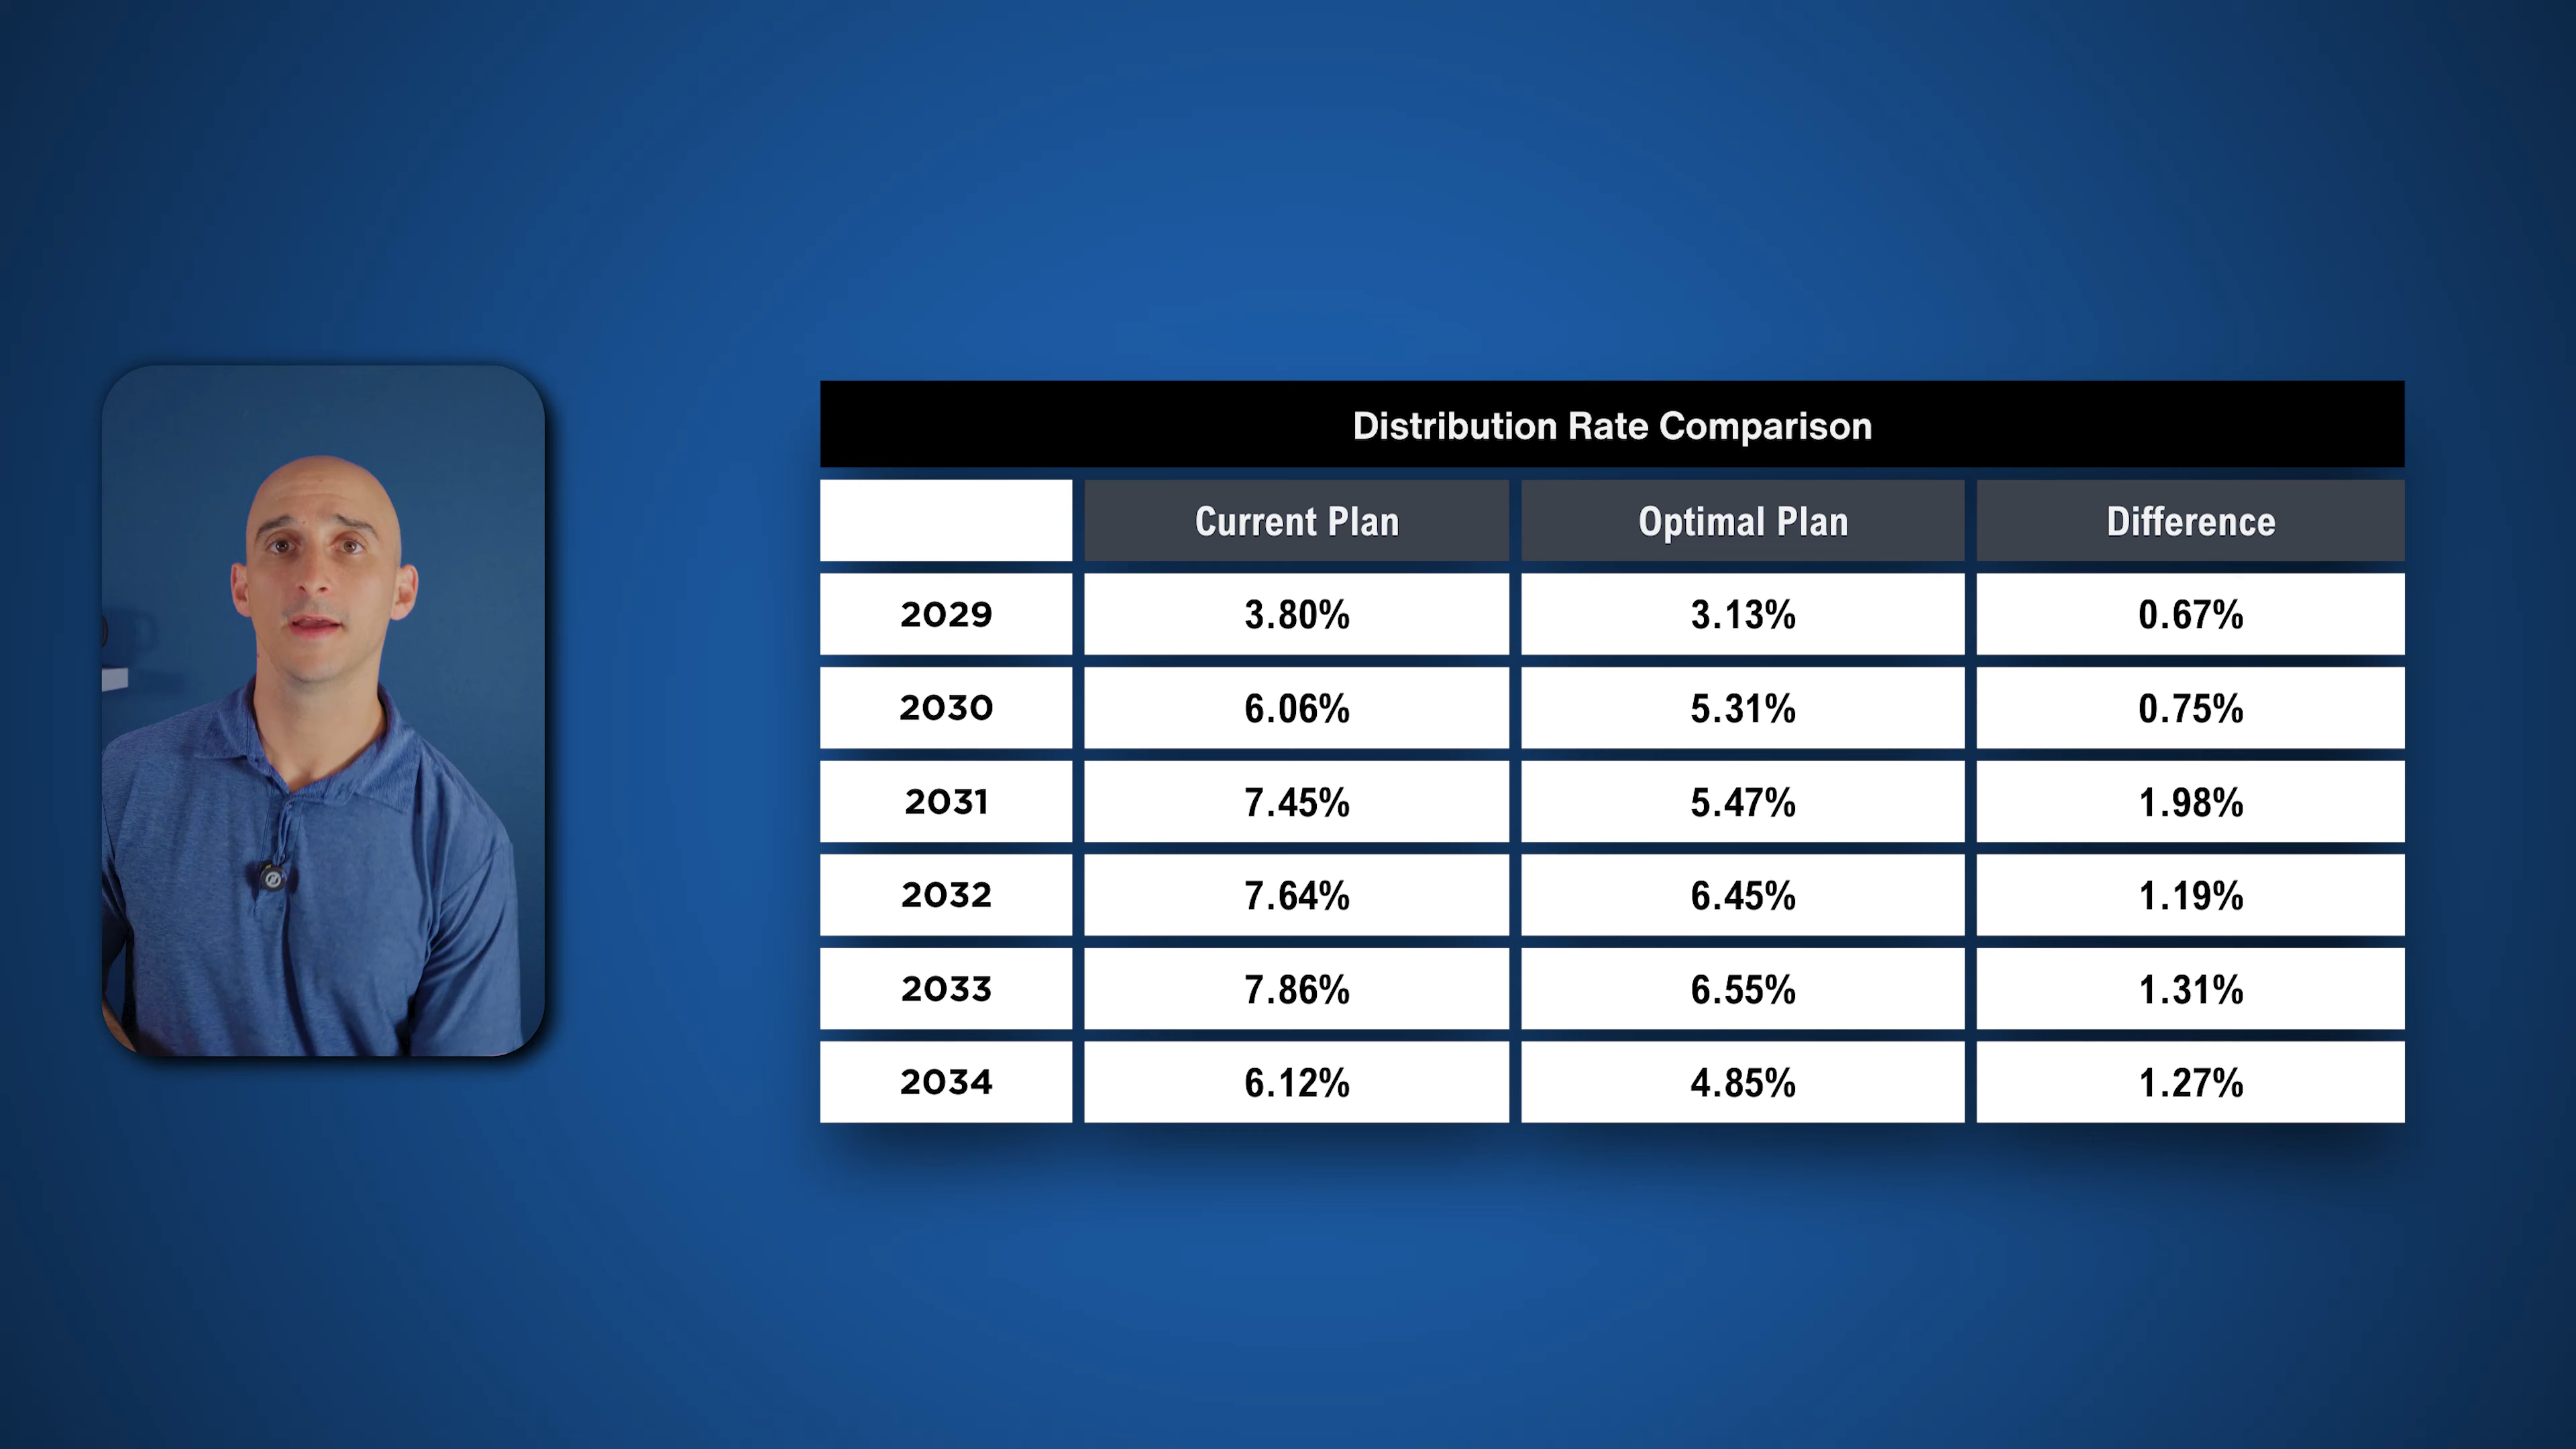 Distribution Rate Comparison
Current Plan Optimal Plan Difference
2029 3.80% 3.13% 0.67%
2030 6.06% 5.31% 0.75%
2031 7.45% 5.47% 1.98%
2032 7.64% 6.45% 1.19%
2033 7.86% 6.55% 1.31%
2034 6.12% 4.85% 1.27%